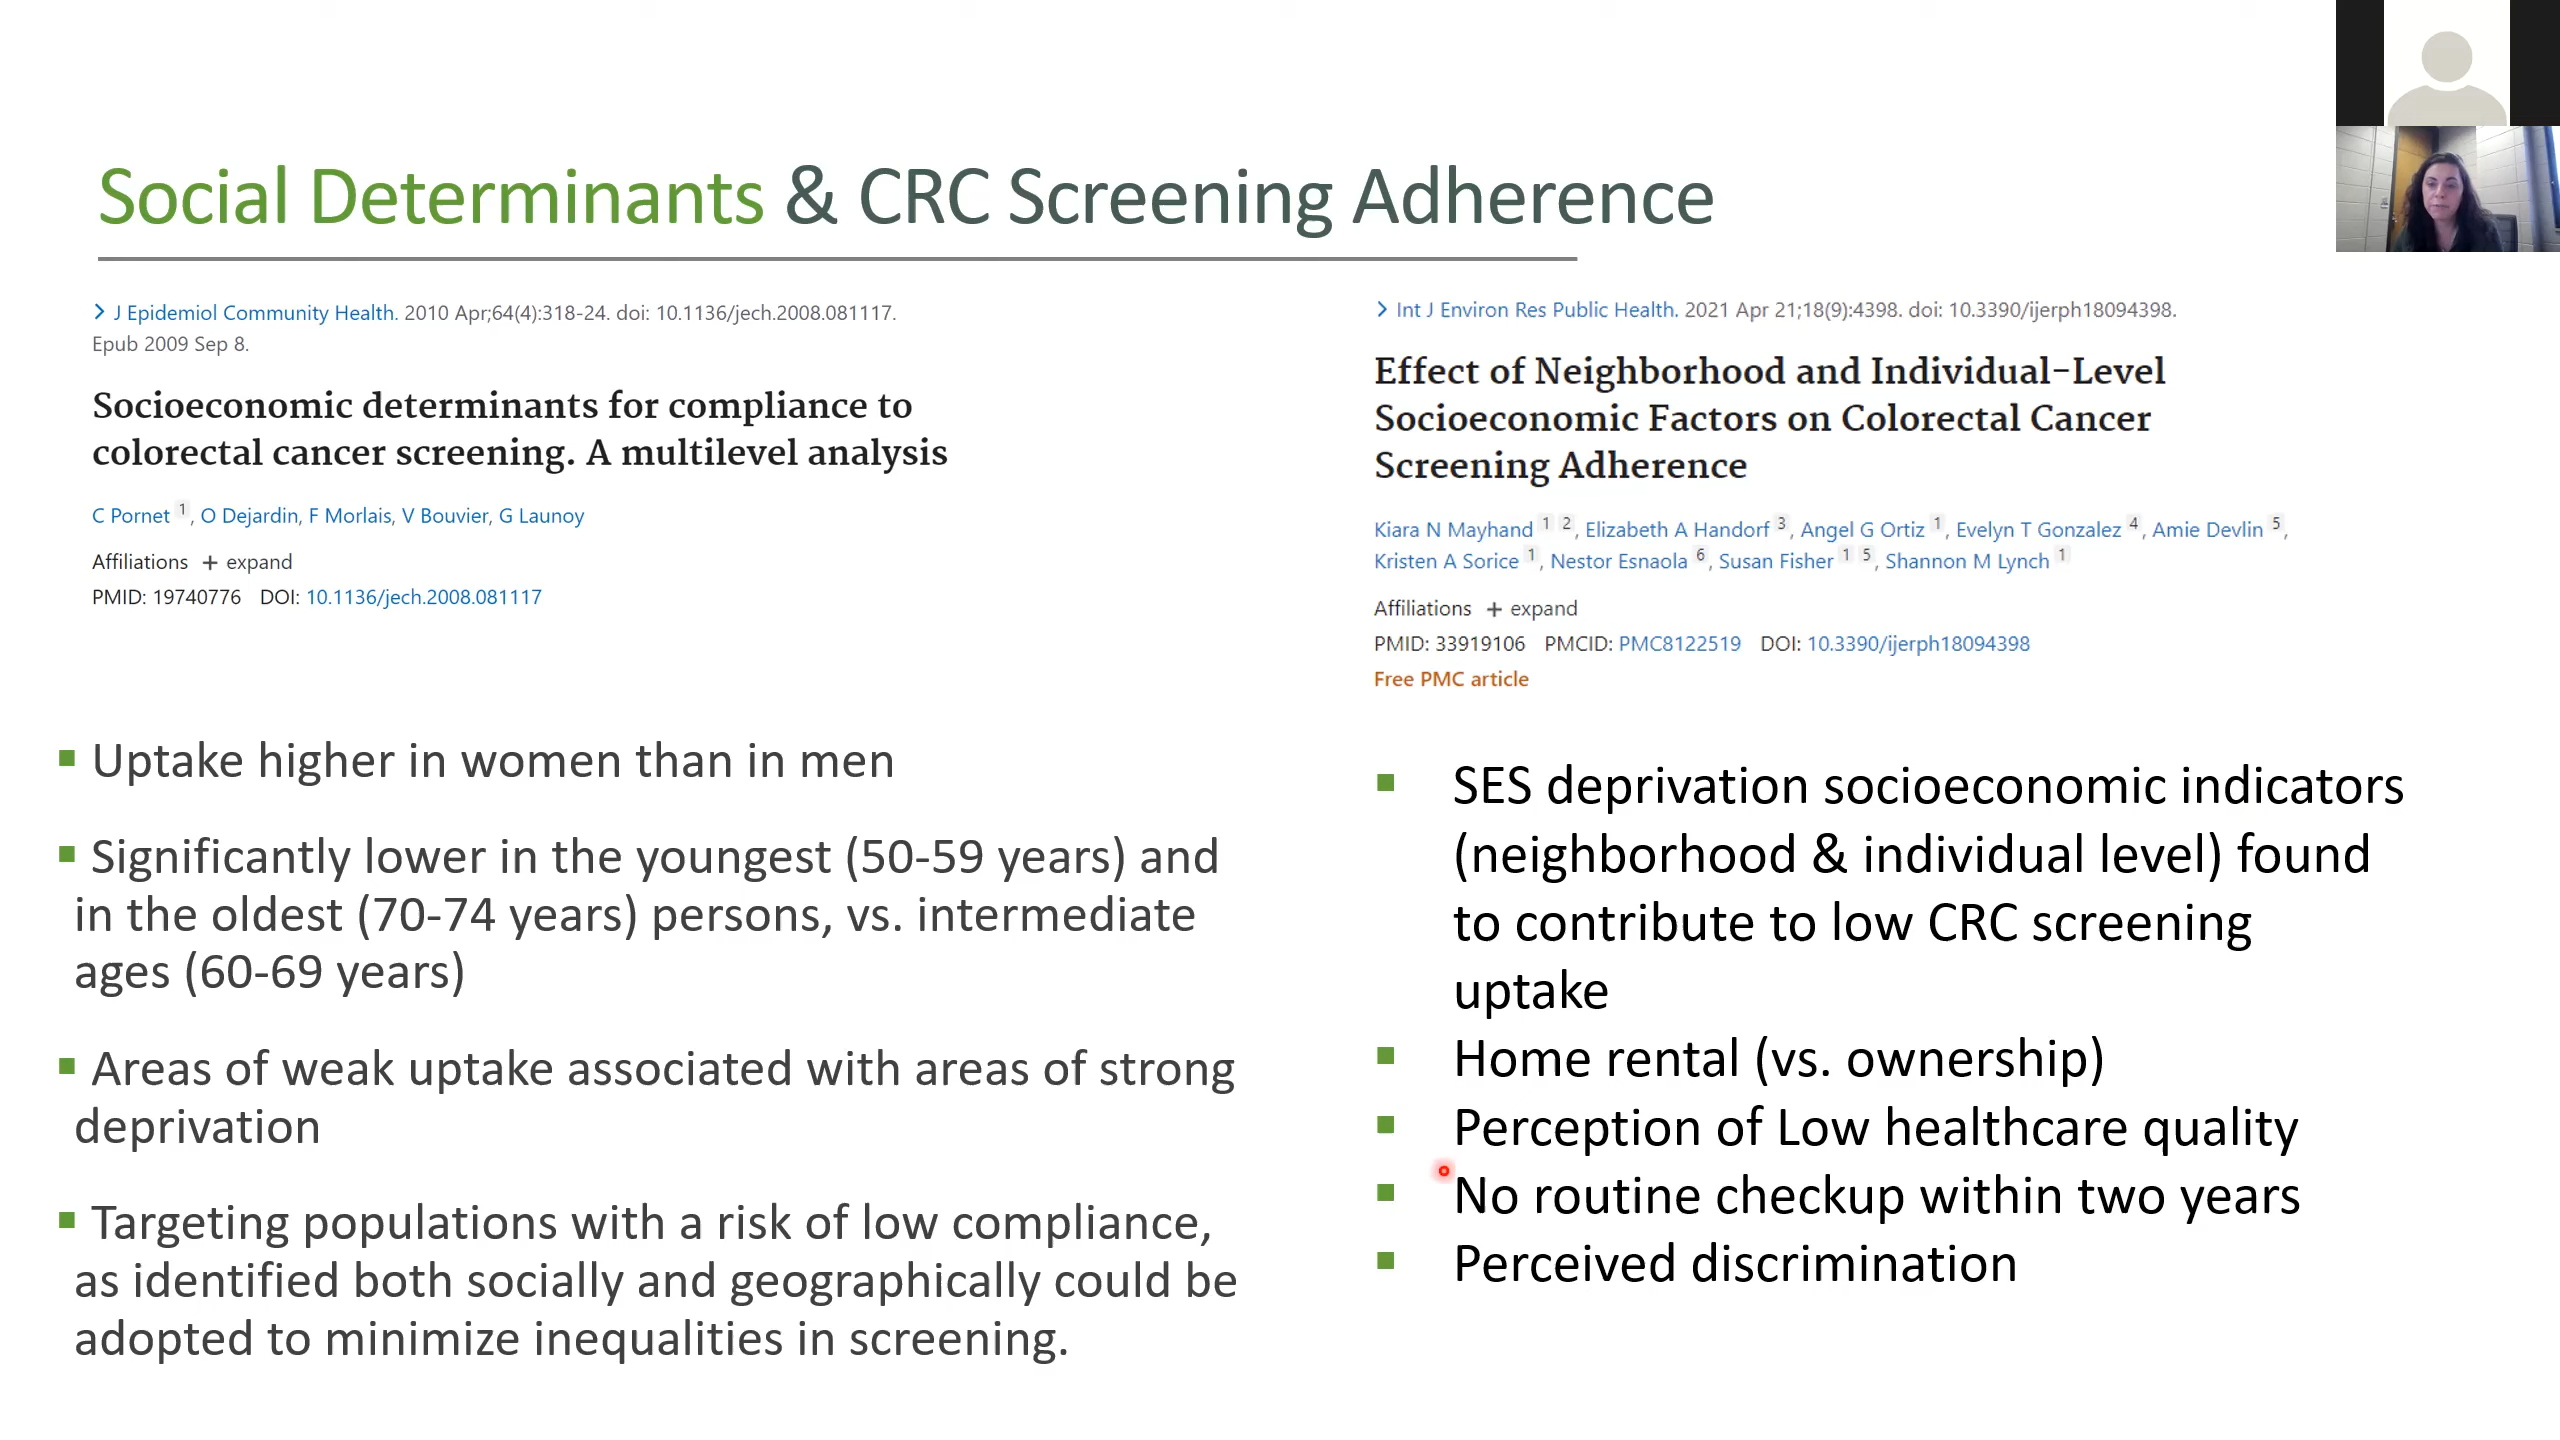 Social Determinants & CRC Screening Adherence
J Epidemiol Community Health. 2010 Apr;64(4):318-24. doi: 10.1136/jech.2008.081117.
Epub 2009 Sep 8.
Socioeconomic determinants for compliance to
colorectal cancer screening. A multilevel analysis
C Pornet 1, O Dejardin, F Morlais, V Bouvier, G Launoy
Affiliations + expand
PMID: 19740776 DOI: 10.1136/jech.2008.081117
Uptake higher in women than in men
Significantly lower in the youngest (50-59 years) and
in the oldest (70-74 years) persons, vs. intermediate
ages (60-69 years)
Areas of weak uptake associated with areas of strong
deprivation
Targeting populations with a risk of low compliance,
as identified both socially and geographically could be
adopted to minimize inequalities in screening.
Int J Environ Res Public Health. 2021 Apr 21;18(9):4398. doi: 10.3390/ijerph18094398.
Effect of Neighborhood and Individual-Level
Socioeconomic Factors on Colorectal Cancer
Screening Adherence
Kiara N Mayhand 1 2, Elizabeth A Handorf 3, Angel G Ortiz 1, Evelyn T Gonzalez 4, Amie Devlin 5,
Kristen A Sorice 1, Nestor Esnaola 6, Susan Fisher 1 5, Shannon M Lynch 1
Affiliations + expand
PMID: 33919106 PMCID: PMC8122519 DOI: 10.3390/ijerph18094398
Free PMC article
SES deprivation socioeconomic indicators
(neighborhood & individual level) found
to contribute to low CRC screening
uptake
Home rental (vs. ownership)
Perception of Low healthcare quality
No routine checkup within two years
Perceived discrimination